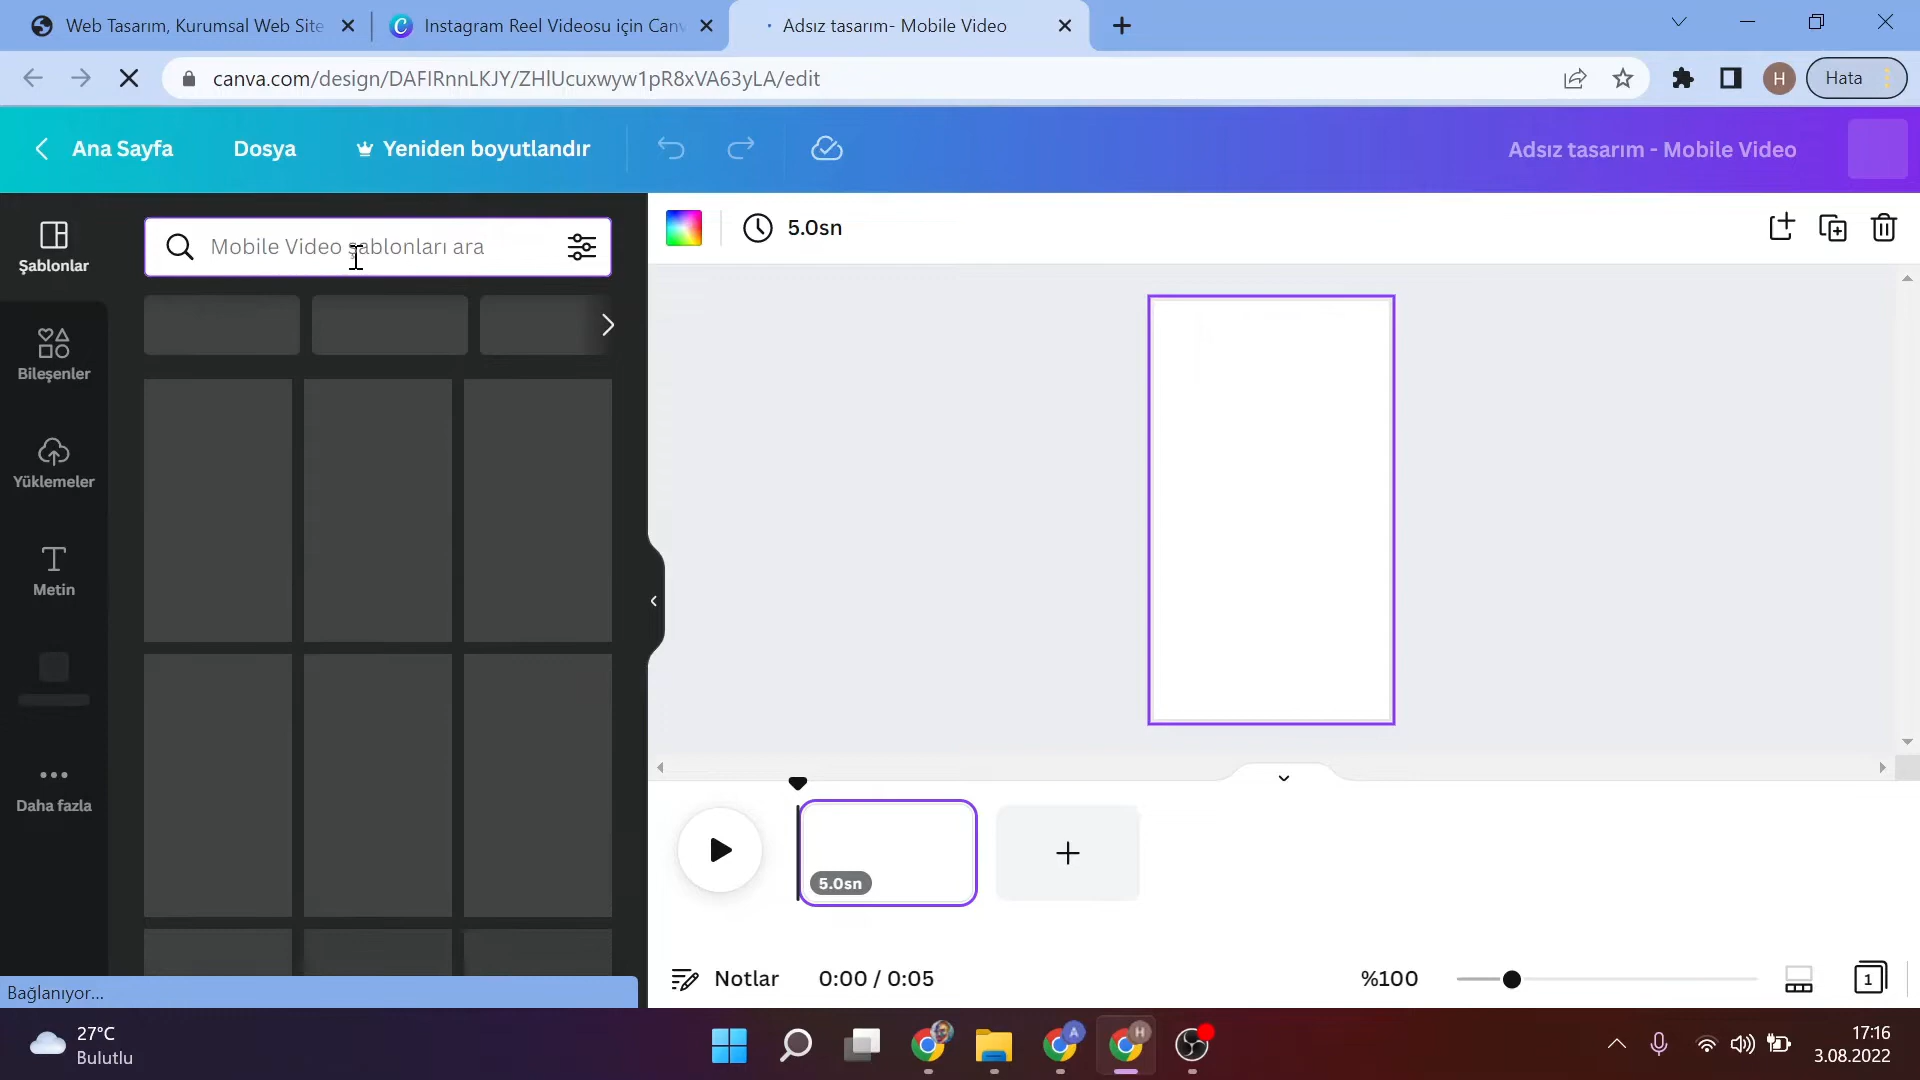 Web Tasarım, Kurumsal Web Site
Instagram Reel Videosu için Canv
Adsız tasarım- Mobile Video
canva.com/design/DAFIRnnLKJY/ZHlUcuxwyw1pR8xVA63yLA/edit
H
Hata
Ana Sayfa
Dosya
Yeniden boyutlandır
Adsız tasarım - Mobile Video
Şablonlar
Mobile Video şablonları ara
5.0sn
Bileşenler
Yüklemeler
Metin
Daha fazla
5.0sn
Notlar
0:00 / 0:05
%100
1
Bağlanıyor...
27°C
Bulutlu
A
H
17:16
3.08.2022